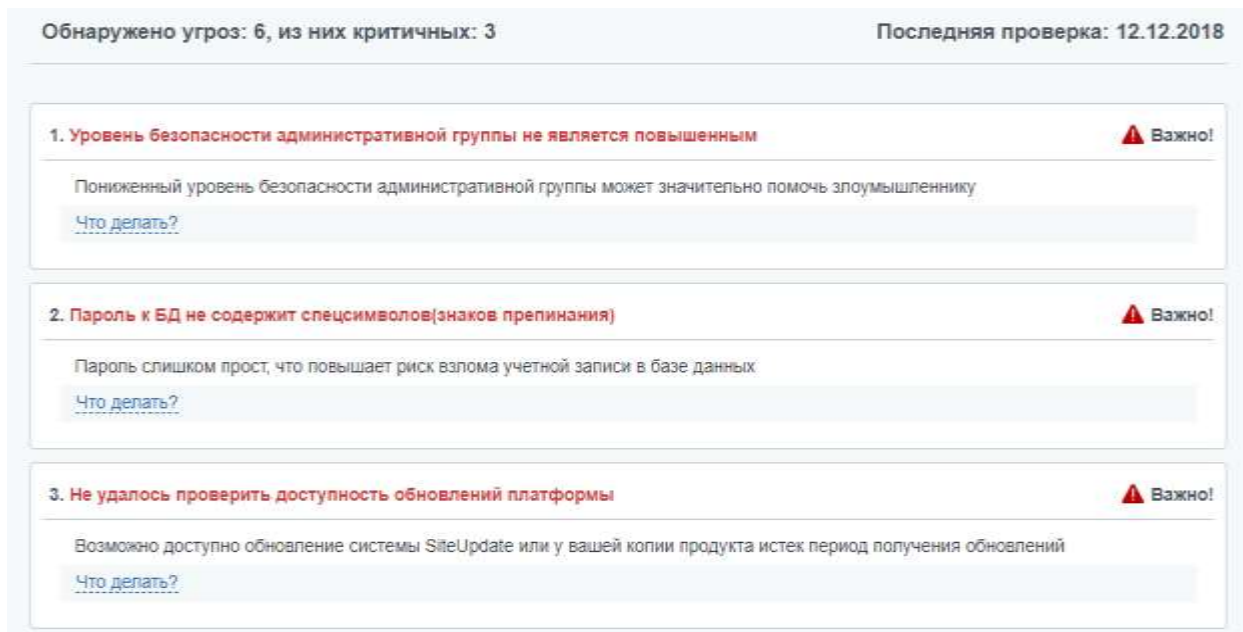 Обнаружено угроз: 6, из них критичных: 3
Последняя проверка: 12.12.2018
1. Уровень безопасности административной группы не является повышенным
Важно!
Пониженный уровень безопасности административной группы может значительно помочь злоумышленнику
Что делать?
2. Пароль к БД не содержит спецсимволов(знаков препинания)
Важно!
Пароль слишком прост, что повышает риск взлома учетной записи в базе данных
Что делать?
3. Не удалось проверить доступность обновлений платформы
Важно!
Возможно доступно обновление системы SiteUpdate или у вашей копии продукта истек период получения обновлений
Что делать?